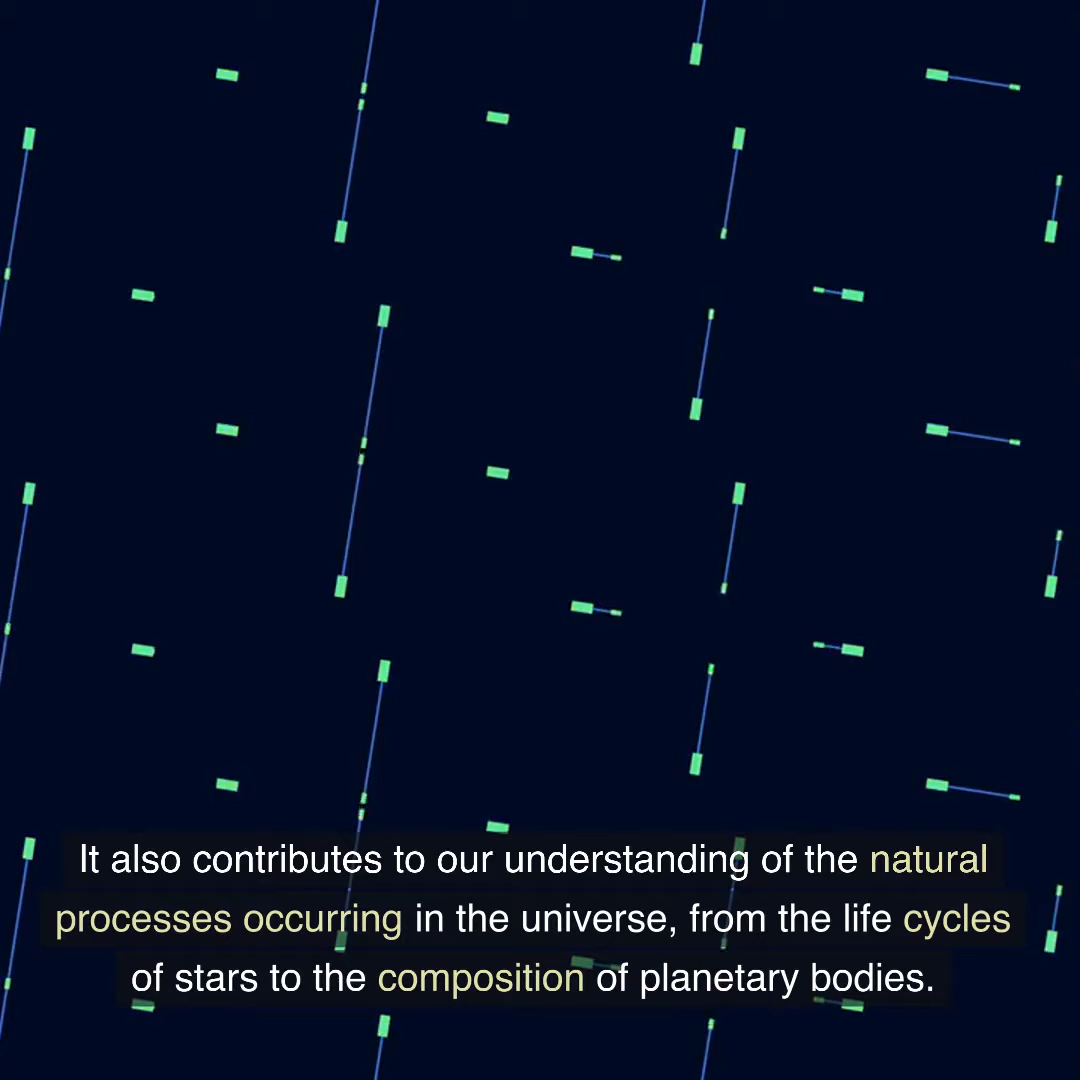 It also contributes to our understanding of the natural
processes occurring in the universe, from the life cycles
of stars to the composition of planetary bodies.